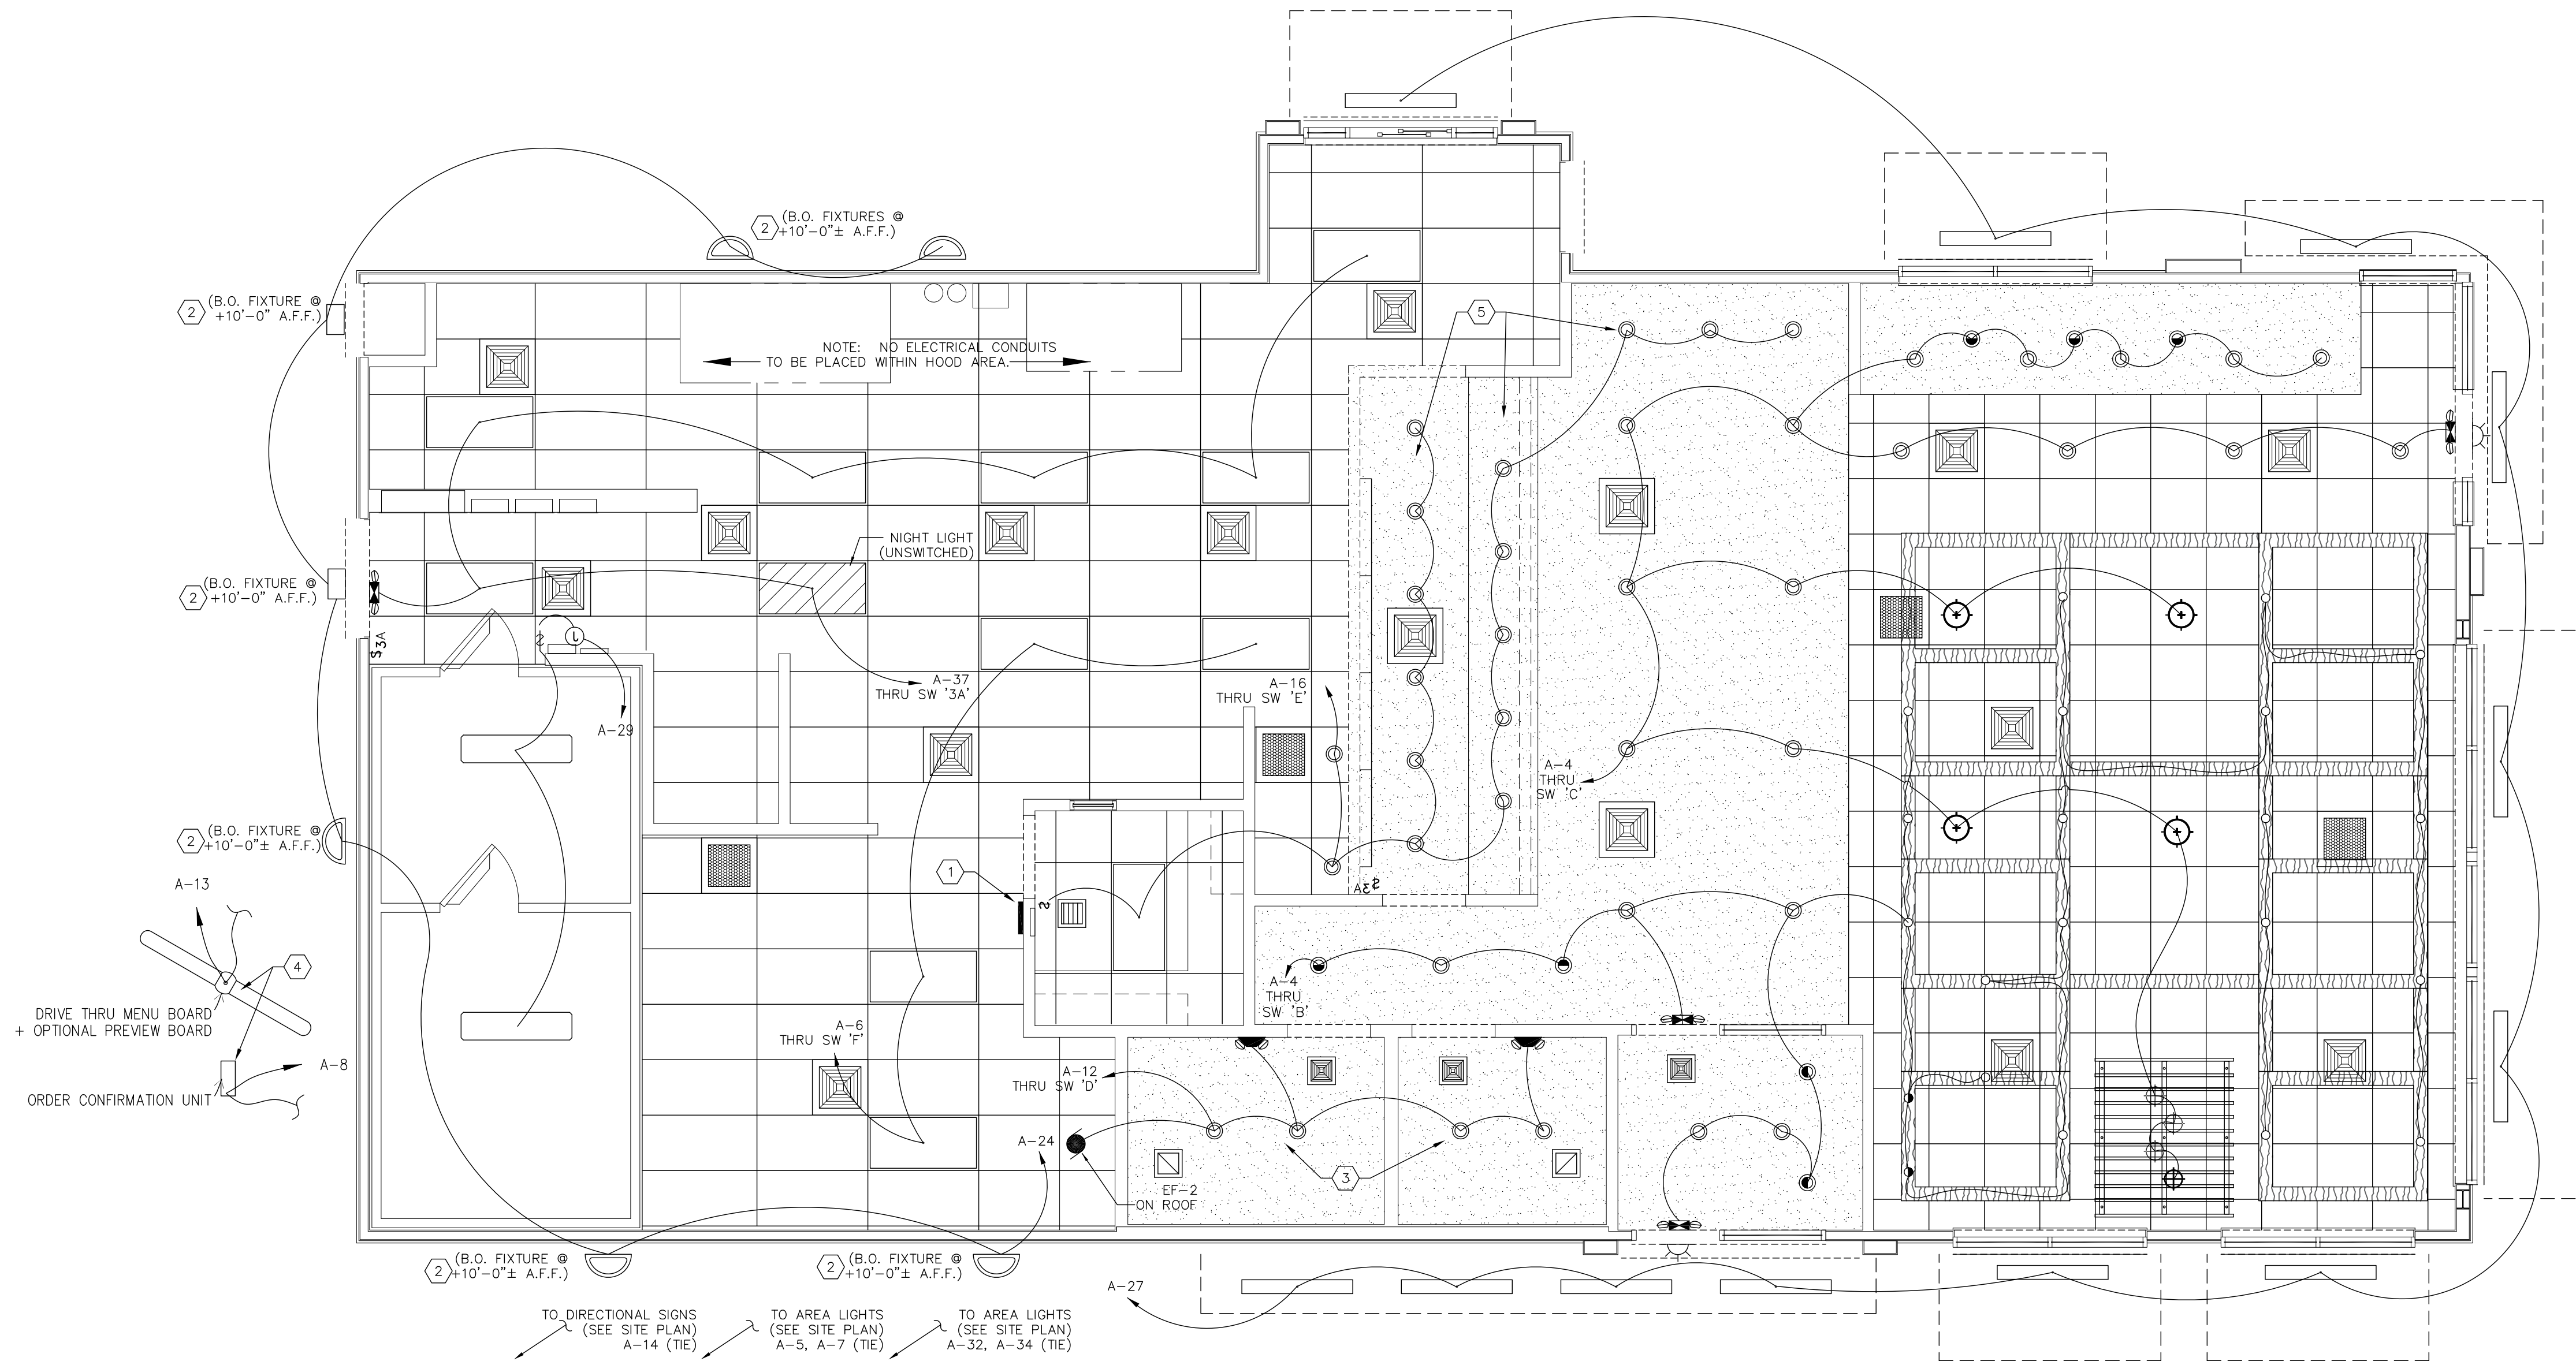 2
(B.O. FIXTURES @
+10'-0"± A.F.F.)
2
(B.O. FIXTURE @
+10'-0" A.F.F.)
5
NOTE: NO ELECTRICAL CONDUITS
TO BE PLACED WITHIN HOOD AREA.
NIGHT LIGHT
(UNSWITCHED)
2
(B.O. FIXTURE @
+10'-0" A.F.F.)
$3A
J
$
A-37
THRU SW '3A'
A-16
THRU SW 'E'
A-29
A-4
THRU
SW 'C'
2
(B.O. FIXTURE @
+10'-0"± A.F.F.)
1
$
$3A
A-13
4
DRIVE THRU MENU BOARD
+ OPTIONAL PREVIEW BOARD
A-4
THRU
SW 'B'
A-6
THRU SW 'F'
A-8
ORDER CONFIRMATION UNIT
A-12
THRU SW 'D'
A-24
3
EF-2
ON ROOF
2
(B.O. FIXTURE @
+10'-0"± A.F.F.)
2
(B.O. FIXTURE @
+10'-0"± A.F.F.)
A-27
TO DIRECTIONAL SIGNS
(SEE SITE PLAN)
A-14 (TIE)
TO AREA LIGHTS
(SEE SITE PLAN)
A-5, A-7 (TIE)
TO AREA LIGHTS
(SEE SITE PLAN)
A-32, A-34 (TIE)